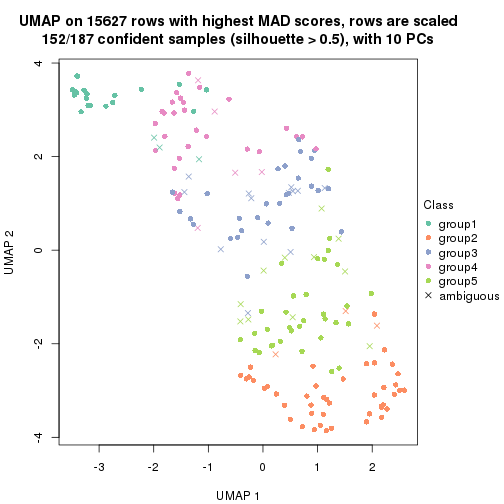 UMAP on 15627 rows with highest MAD scores, rows are scaled
152/187 confident samples (silhouette > 0.5), with 10 PCs
4
2
0
-2
-4
UMAP 2
-3
-2
-1
0
1
2
UMAP 1
Class
group1
group2
group3
group4
group5
ambiguous